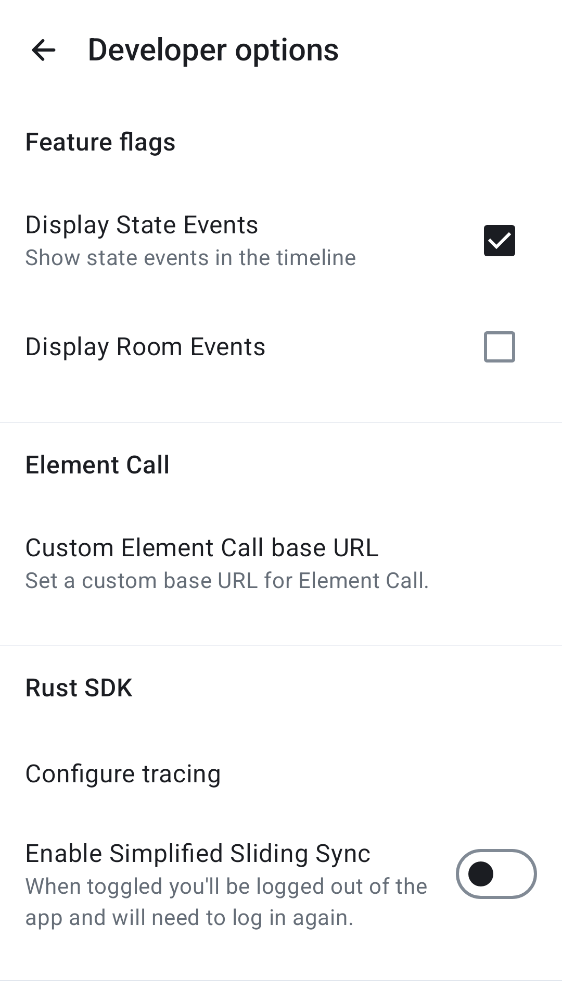 Developer options
Feature flags
Display State Events
Show state events in the timeline
Display Room Events
Element Call
Custom Element Call base URL
Set a custom base URL for Element Call.
Rust SDK
Configure tracing
Enable Simplified Sliding Sync
When toggled you'll be logged out of the
app and will need to log in again.